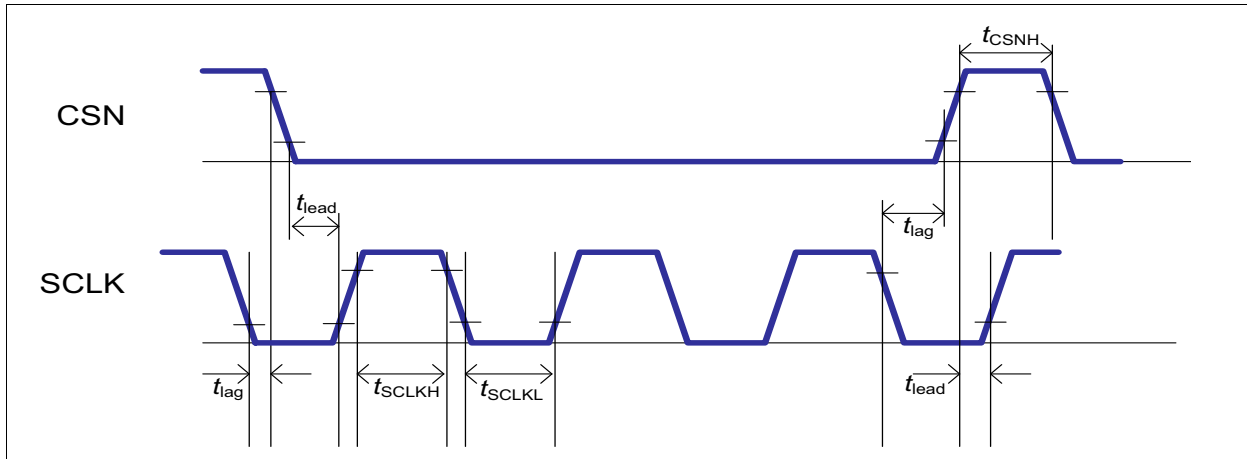 tCSNH
CSN
tlead
tlag
SCLK
tlag
tSCLKH
tSCLKL
tlead